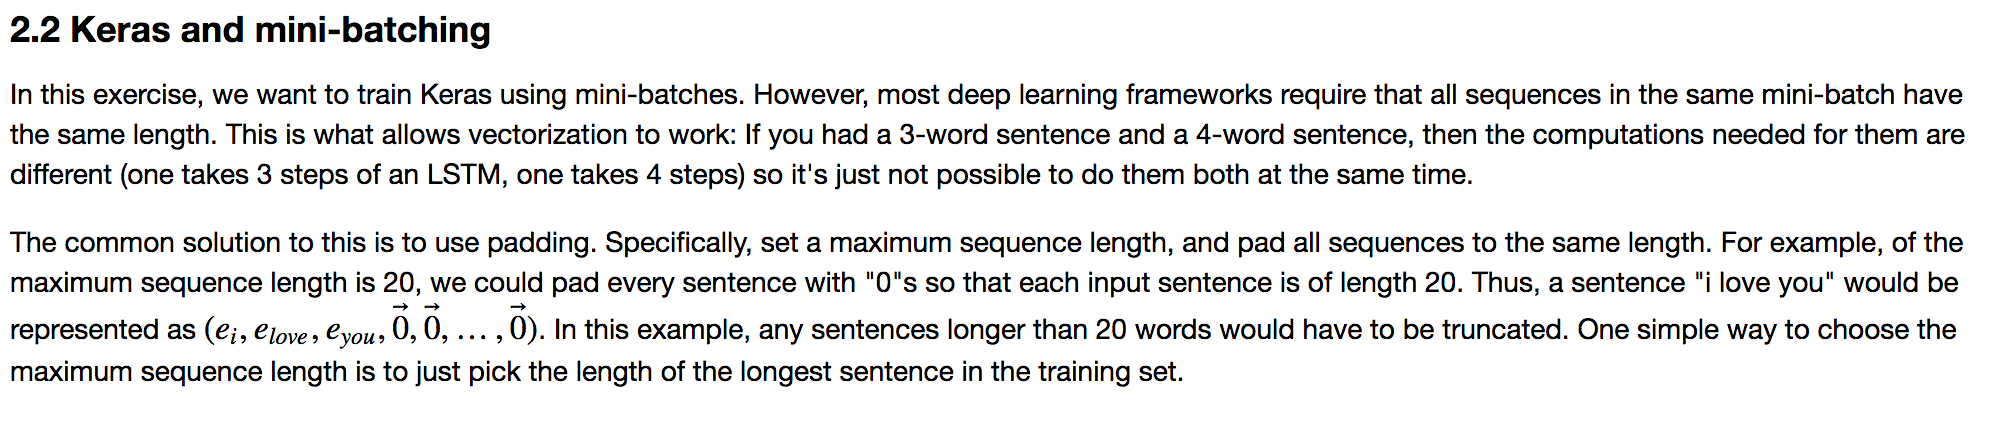 2.2 Keras and mini-batching
In this exercise, we want to train Keras using mini-batches. However, most deep learning frameworks require that all sequences in the same mini-batch have
the same length. This is what allows vectorization to work: If you had a 3-word sentence and a 4-word sentence, then the computations needed for them are
different (one takes 3 steps of an LSTM, one takes 4 steps) so it's just not possible to do them both at the same time.
The common solution to this is to use padding. Specifically, set a maximum sequence length, and pad all sequences to the same length. For example, of the
maximum sequence length is 20, we could pad every sentence with "0"s so that each input sentence is of length 20. Thus, a sentence "i love you" would be
represented as $(e_{i}, e_{love}, e_{you}, \vec{0}, \vec{0}, \ldots, \vec{0})$. In this example, any sentences longer than 20 words would have to be truncated. One simple way to choose the
maximum sequence length is to just pick the length of the longest sentence in the training set.